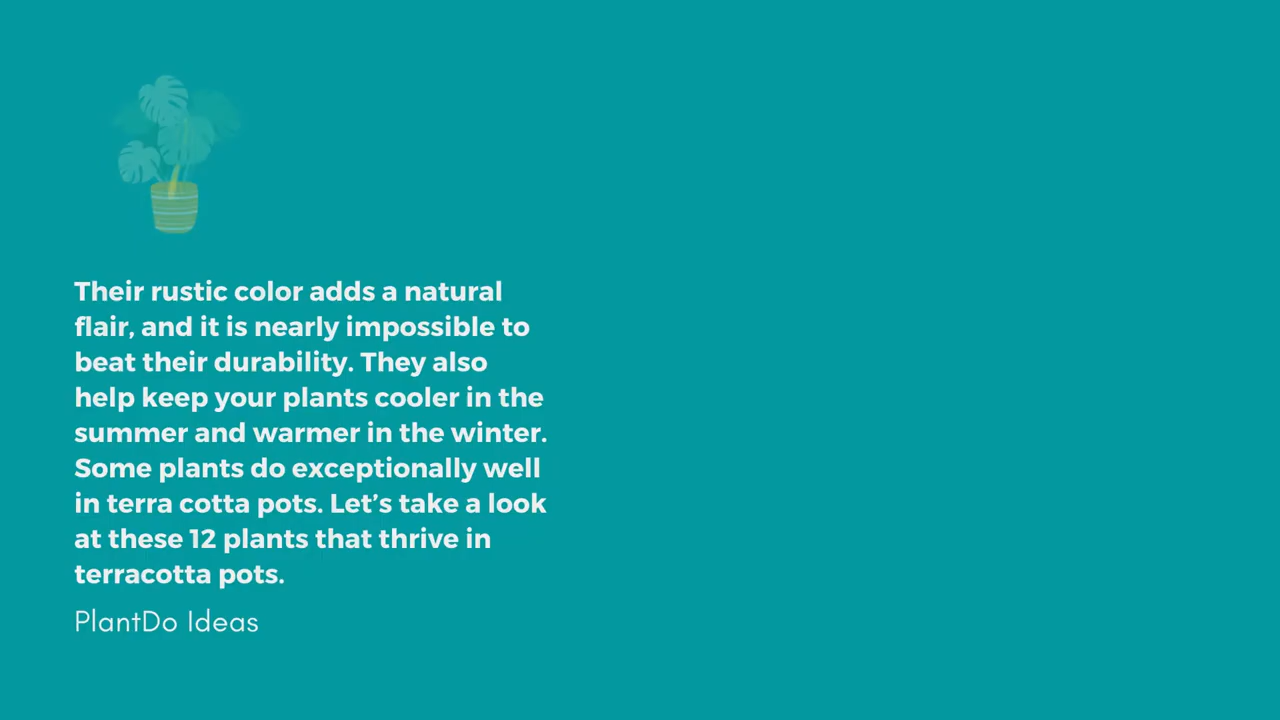 Their rustic color adds a natural
flair, and it is nearly impossible to
beat their durability. They also
help keep your plants cooler in the
summer and warmer in the winter.
Some plants do exceptionally well
in terra cotta pots. Let’s take a look
at these 12 plants that thrive in
terracotta pots.
PlantDo Ideas